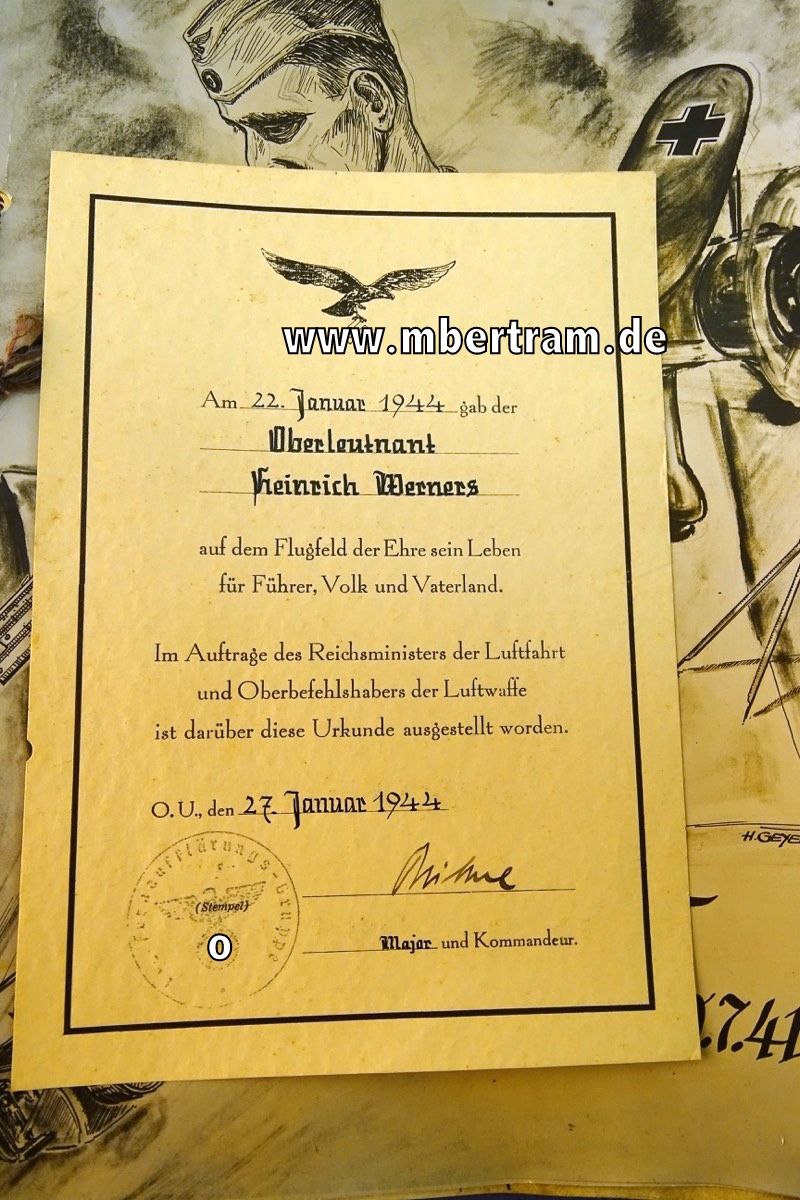 www.mbertram.de
Am 22. Januar 1944 gab der
Oberleutnant
Heinrich Werners
auf dem Flugfeld der Ehre sein Leben
für Führer, Volk und Vaterland.
Im Auftrage des Reichsministers der Luftfahrt
und Oberbefehlshabers der Luftwaffe
ist darüber diese Urkunde ausgestellt worden.
O. U., den 27. Januar 1944
(Stempel)
O
Major und Kommandeur.
H. GEYE
.7.41